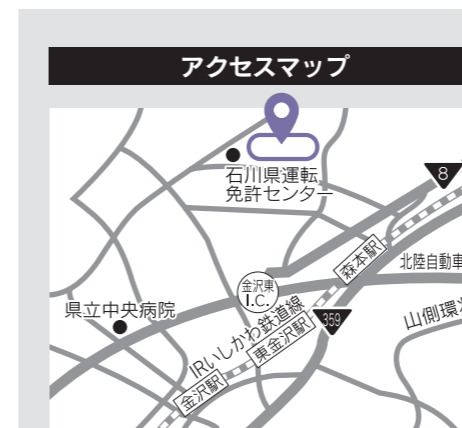 アクセスマップ
石川県運転
免許センター
8
森本駅
北陸自動車
金沢東
I.C.
県立中央病院
IRいしかわ鉄道線
359
東金沢駅
山側環
金沢駅